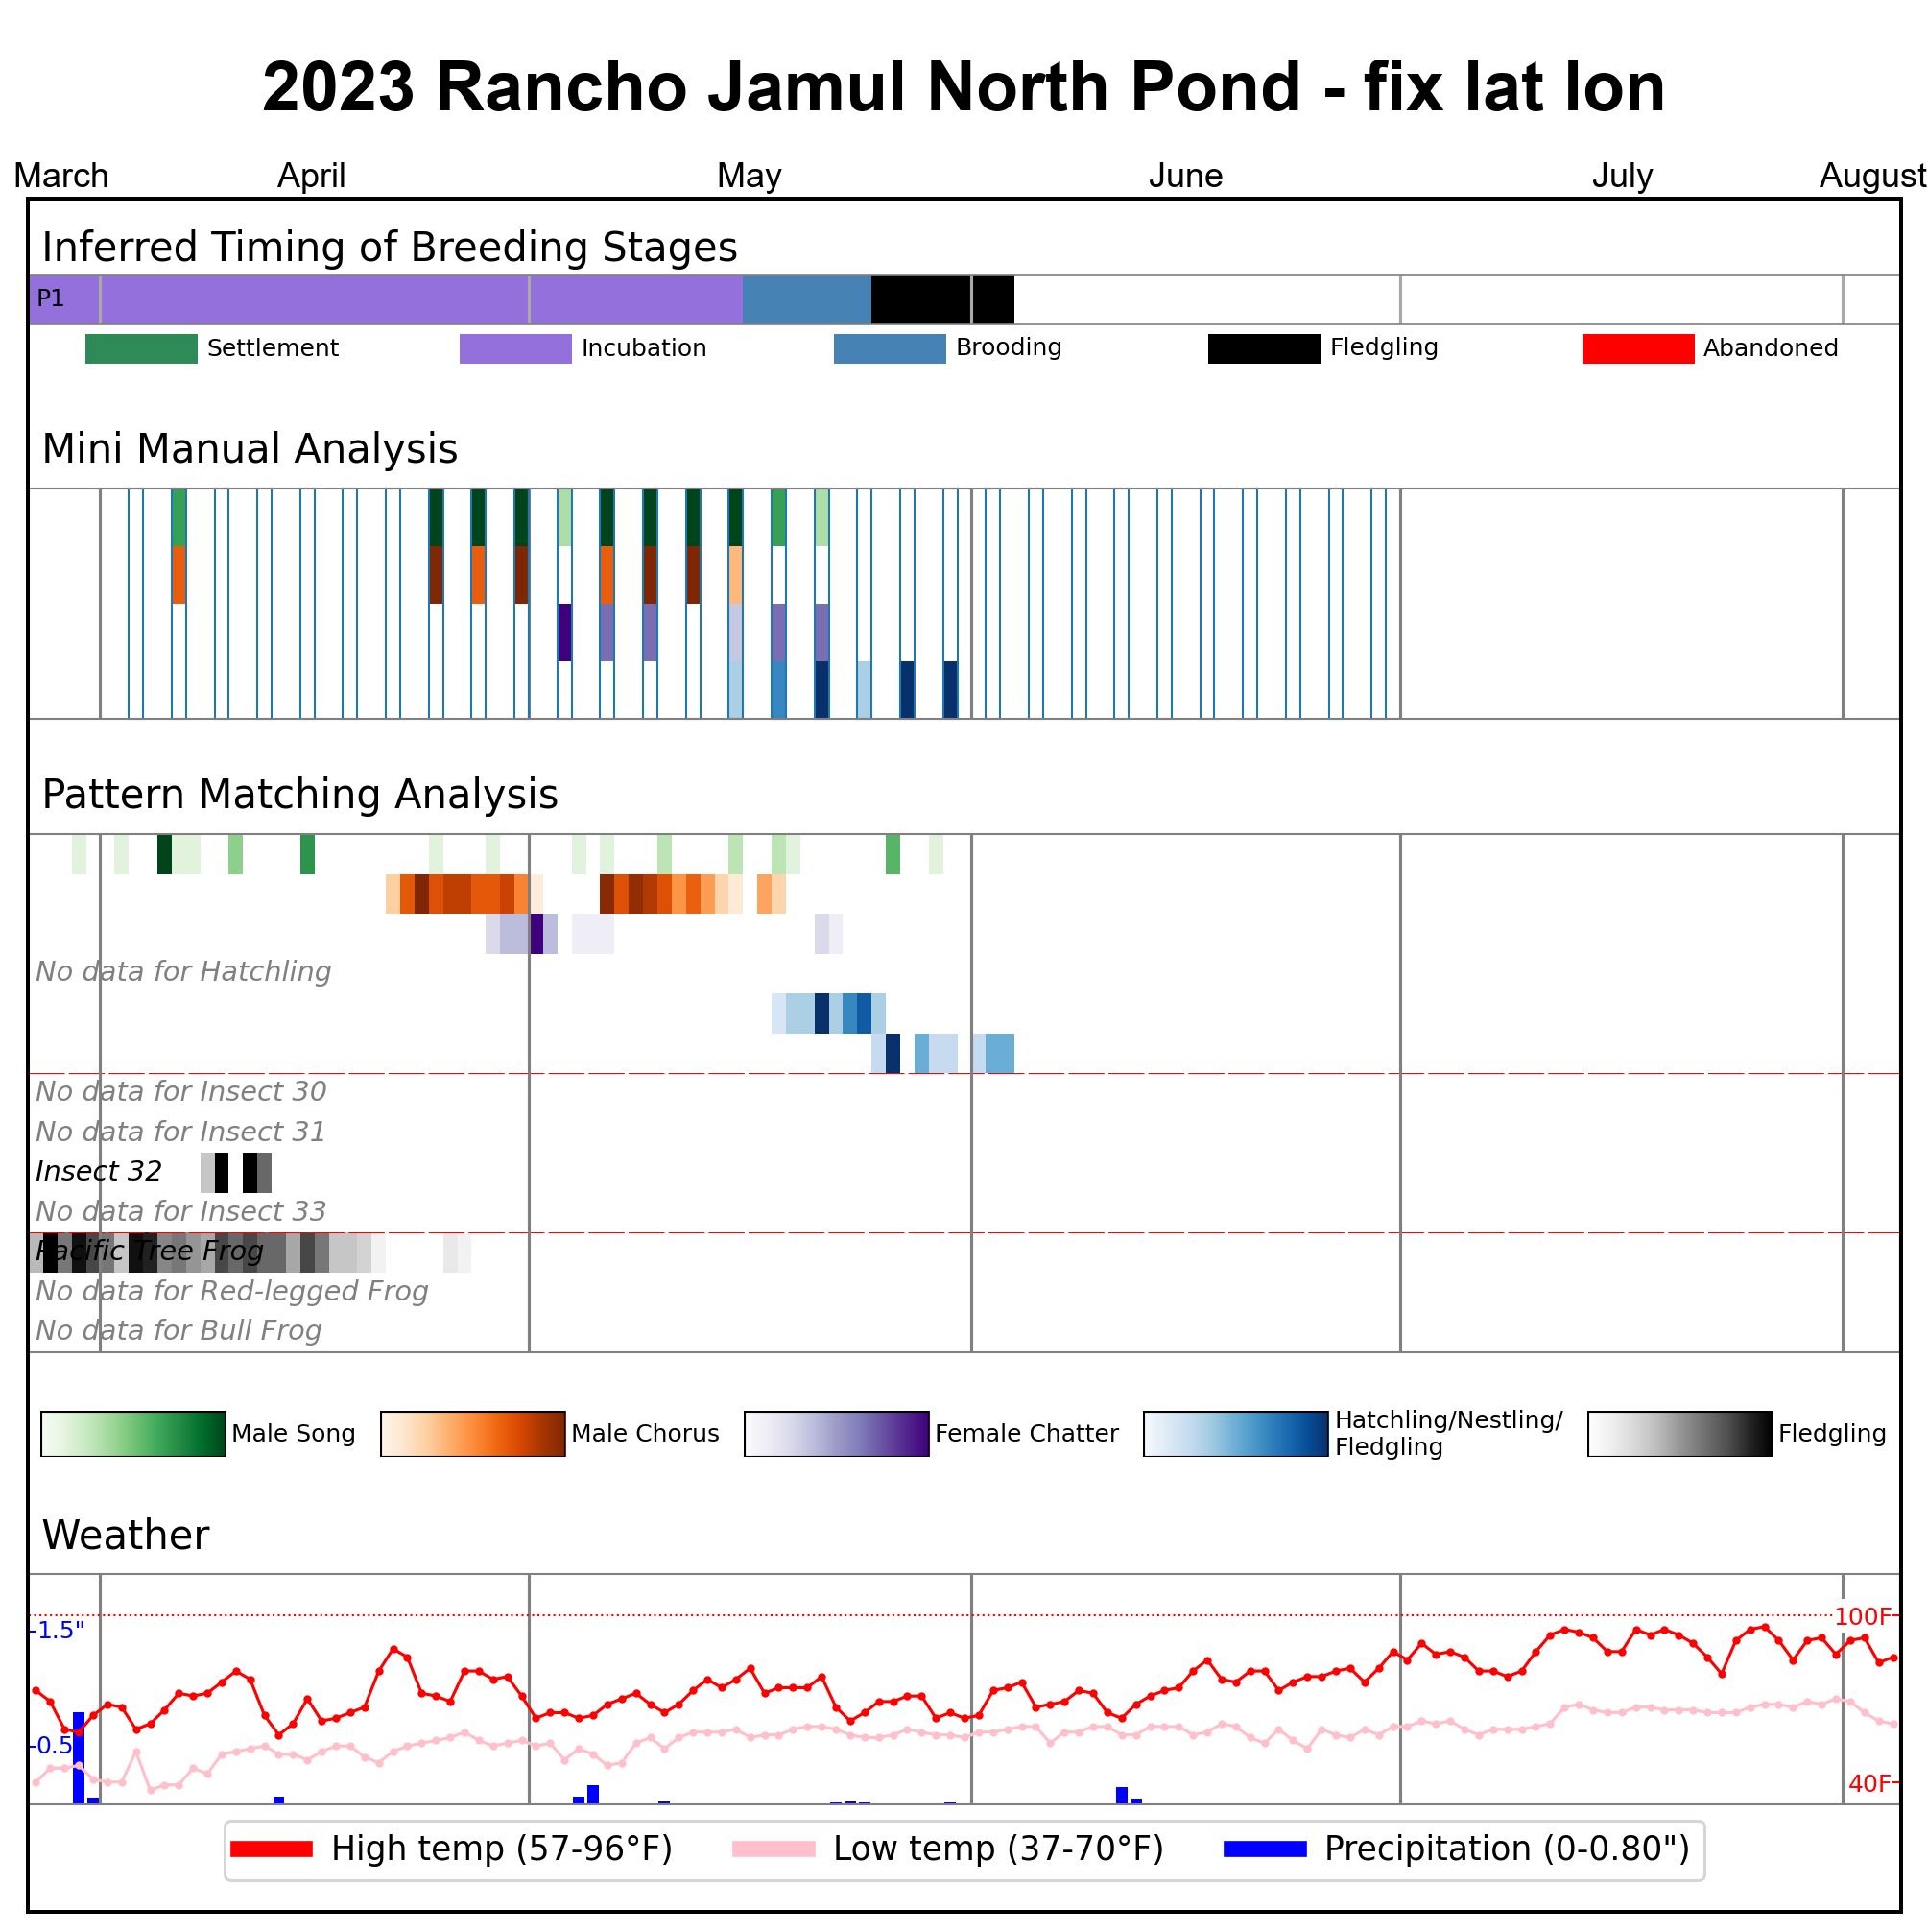 2023 Rancho Jamul North Pond - fix lat lon
March April May June July August
Inferred Timing of Breeding Stages
P1
Settlement Incubation Brooding Fledgling Abandoned
Mini Manual Analysis
Pattern Matching Analysis
No data for Hatchling
No data for Insect 30
No data for Insect 31
Insect 32
No data for Insect 33
Pacific Tree Frog
No data for Red-legged Frog
No data for Bull Frog
Male Song Male Chorus Female Chatter Hatchling/Nestling/
Fledgling Fledgling
Weather
1.5" 100F
0.5 40F
High temp (57-96°F) Low temp (37-70°F) Precipitation (0-0.80")